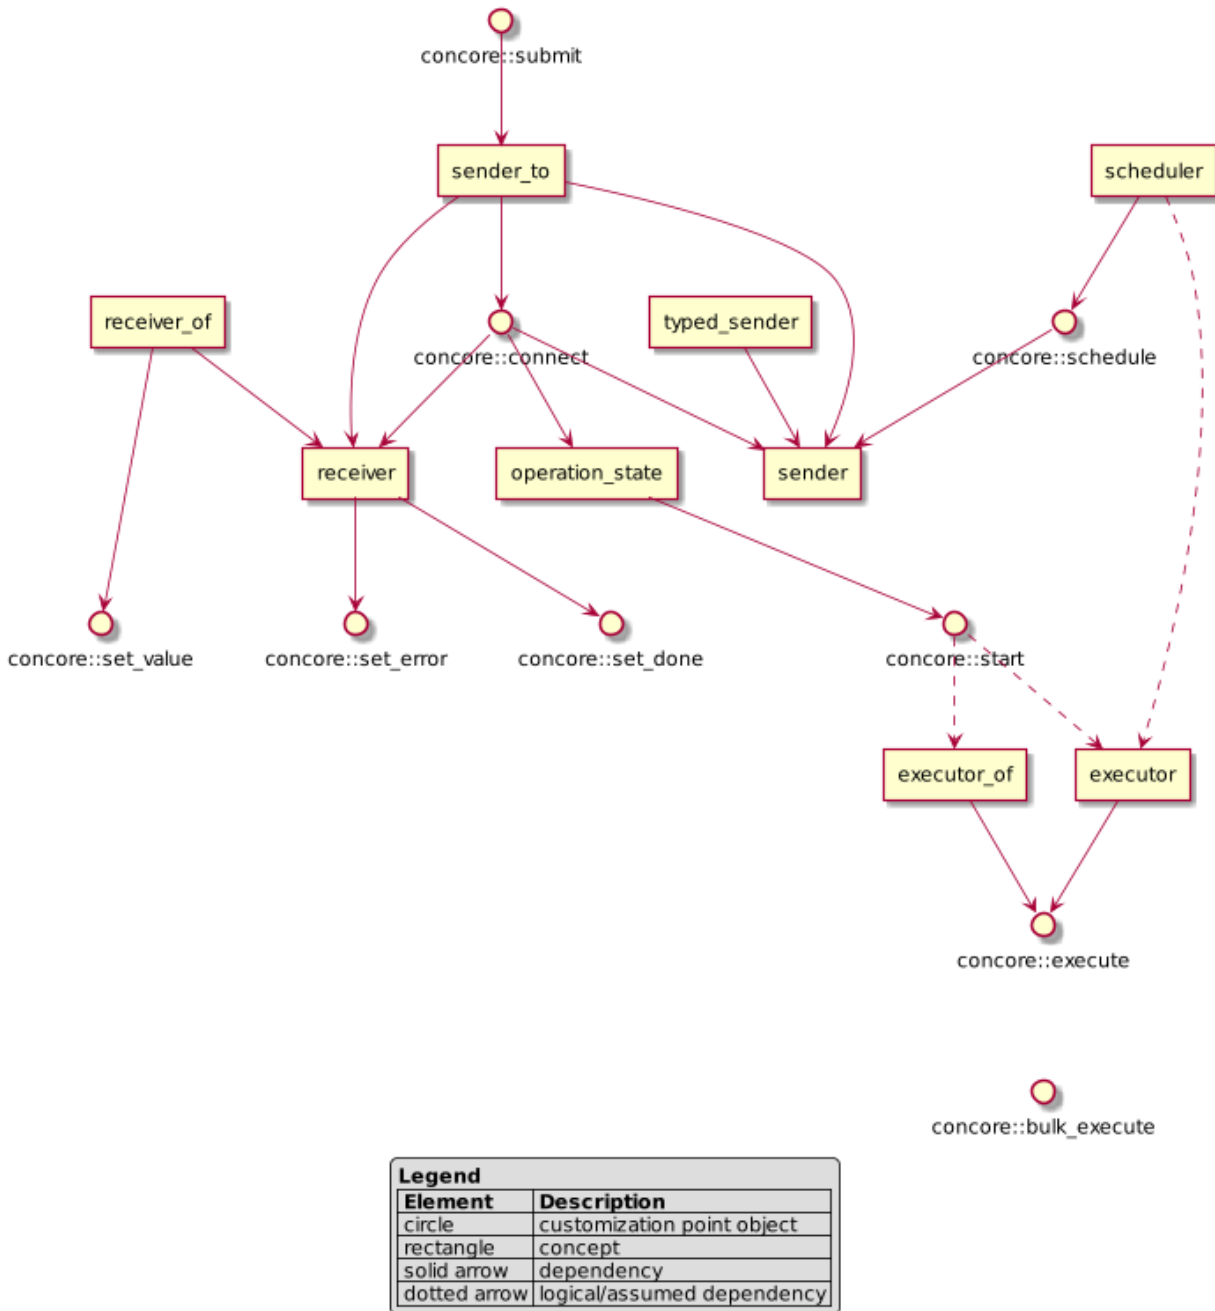 concore::submit
sender_to
scheduler
receiver_of
typed_sender
concore::connect
concore::schedule
receiver
operation_state
sender
concore::set_value
concore::set_error
concore::set_done
concore::start
executor_of
executor
concore::execute
concore::bulk_execute
Legend
Element Description
circle customization point object
rectangle concept
solid arrow dependency
dotted arrow logical/assumed dependency